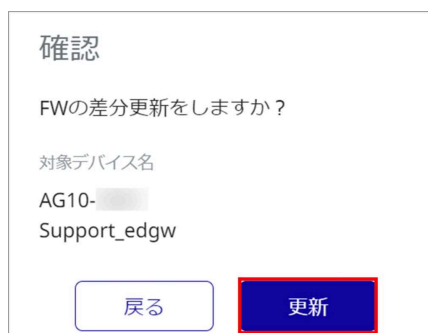 確認
FWの差分更新をしますか？
対象デバイス名
AG10-
Support_edgw
戻る
更新